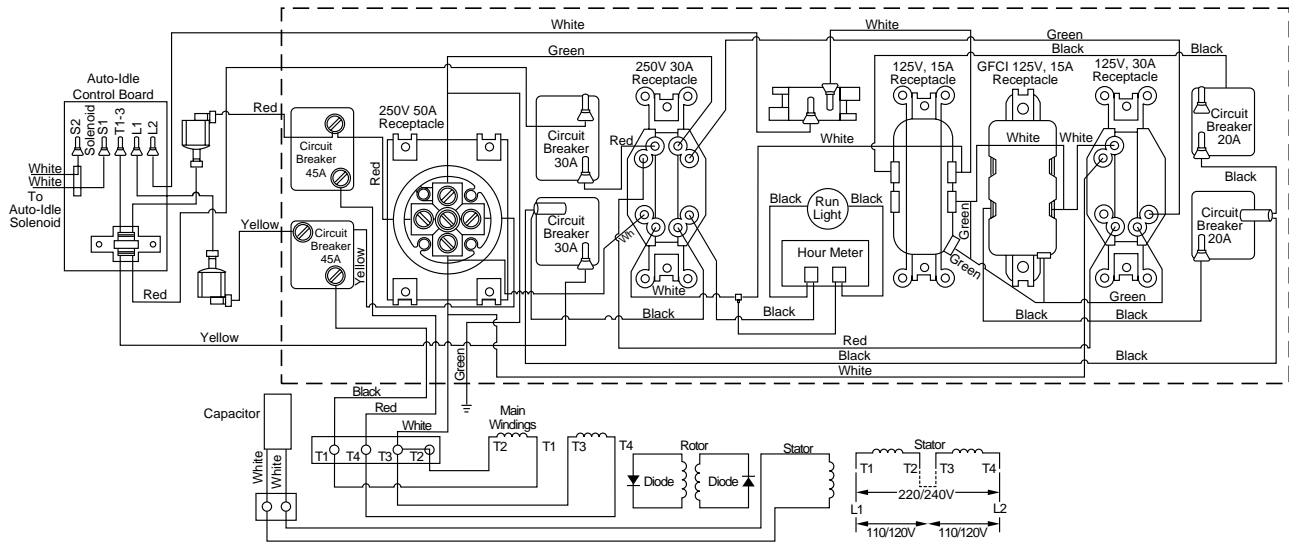 White
White
Green
Green
Black
Black
Auto-Idle
Control Board
S2
Solenoid
S1
T1-3
L1
L2
Red
Circuit
Breaker
45A
250V 50A
Receptacle
Red
Circuit
Breaker
30A
Red
250V 30A
Receptacle
125V, 15A
Receptacle
GFCI 125V, 15A
Receptacle
125V, 30A
Receptacle
White
White
White
Circuit
Breaker
20A
Black
White
White
To
Auto-Idle
Solenoid
Yellow
Circuit
Breaker
45A
Yellow
Circuit
Breaker
30A
Wh
Black
Run
Light
Black
Hour Meter
Green
Green
Circuit
Breaker
20A
Red
White
Black
Green
Black
Black
Yellow
Red
Black
Black
White
Green
Black
Red
White
Capacitor
White
White
T1
T4
T3
T2
Main
Windings
T2
T1
T3
T4
Rotor
Diode
Diode
Stator
Stator
T1
T2
T3
T4
220/240V
L1
L2
110/120V
110/120V